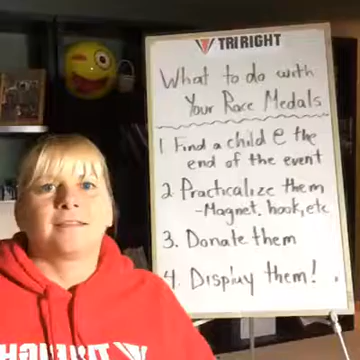 TRIRIGHT
What to do with
Your Race Medals
1 Find a child @ the
end of the event
2 Practicalize them
-Magnet, hook, etc
3. Donate them
4. Display them!
TRIRIGHT